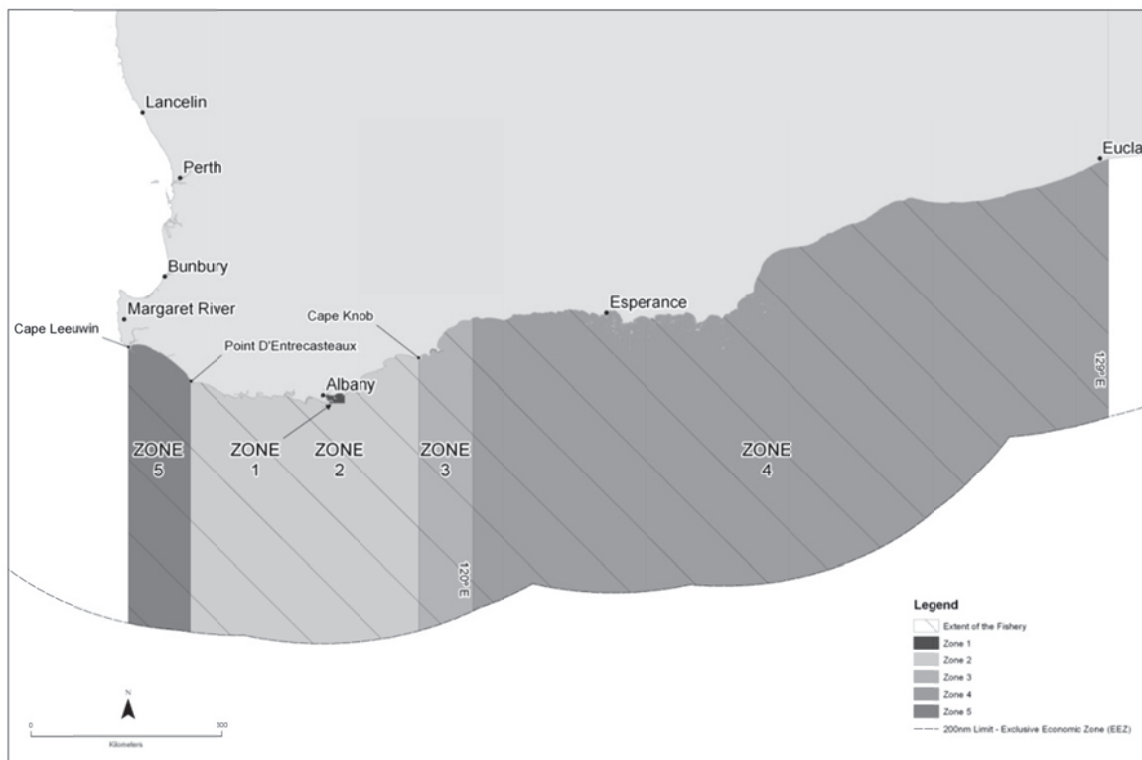 Lancelin
Perth
Eucla
Bunbury
Margaret River
Esperance
Cape Knob
Cape Leeuwin
Point D'Entrecasteaux
Albany
129° E
ZONE
5
ZONE
1
ZONE
2
ZONE
3
ZONE
4
120° E
Legend
Extent of the Fishery
Zone 1
Zone 2
Zone 3
Zone 4
Zone 5
200nm Limit - Exclusive Economic Zone (EEZ)
N
0
Kilometers